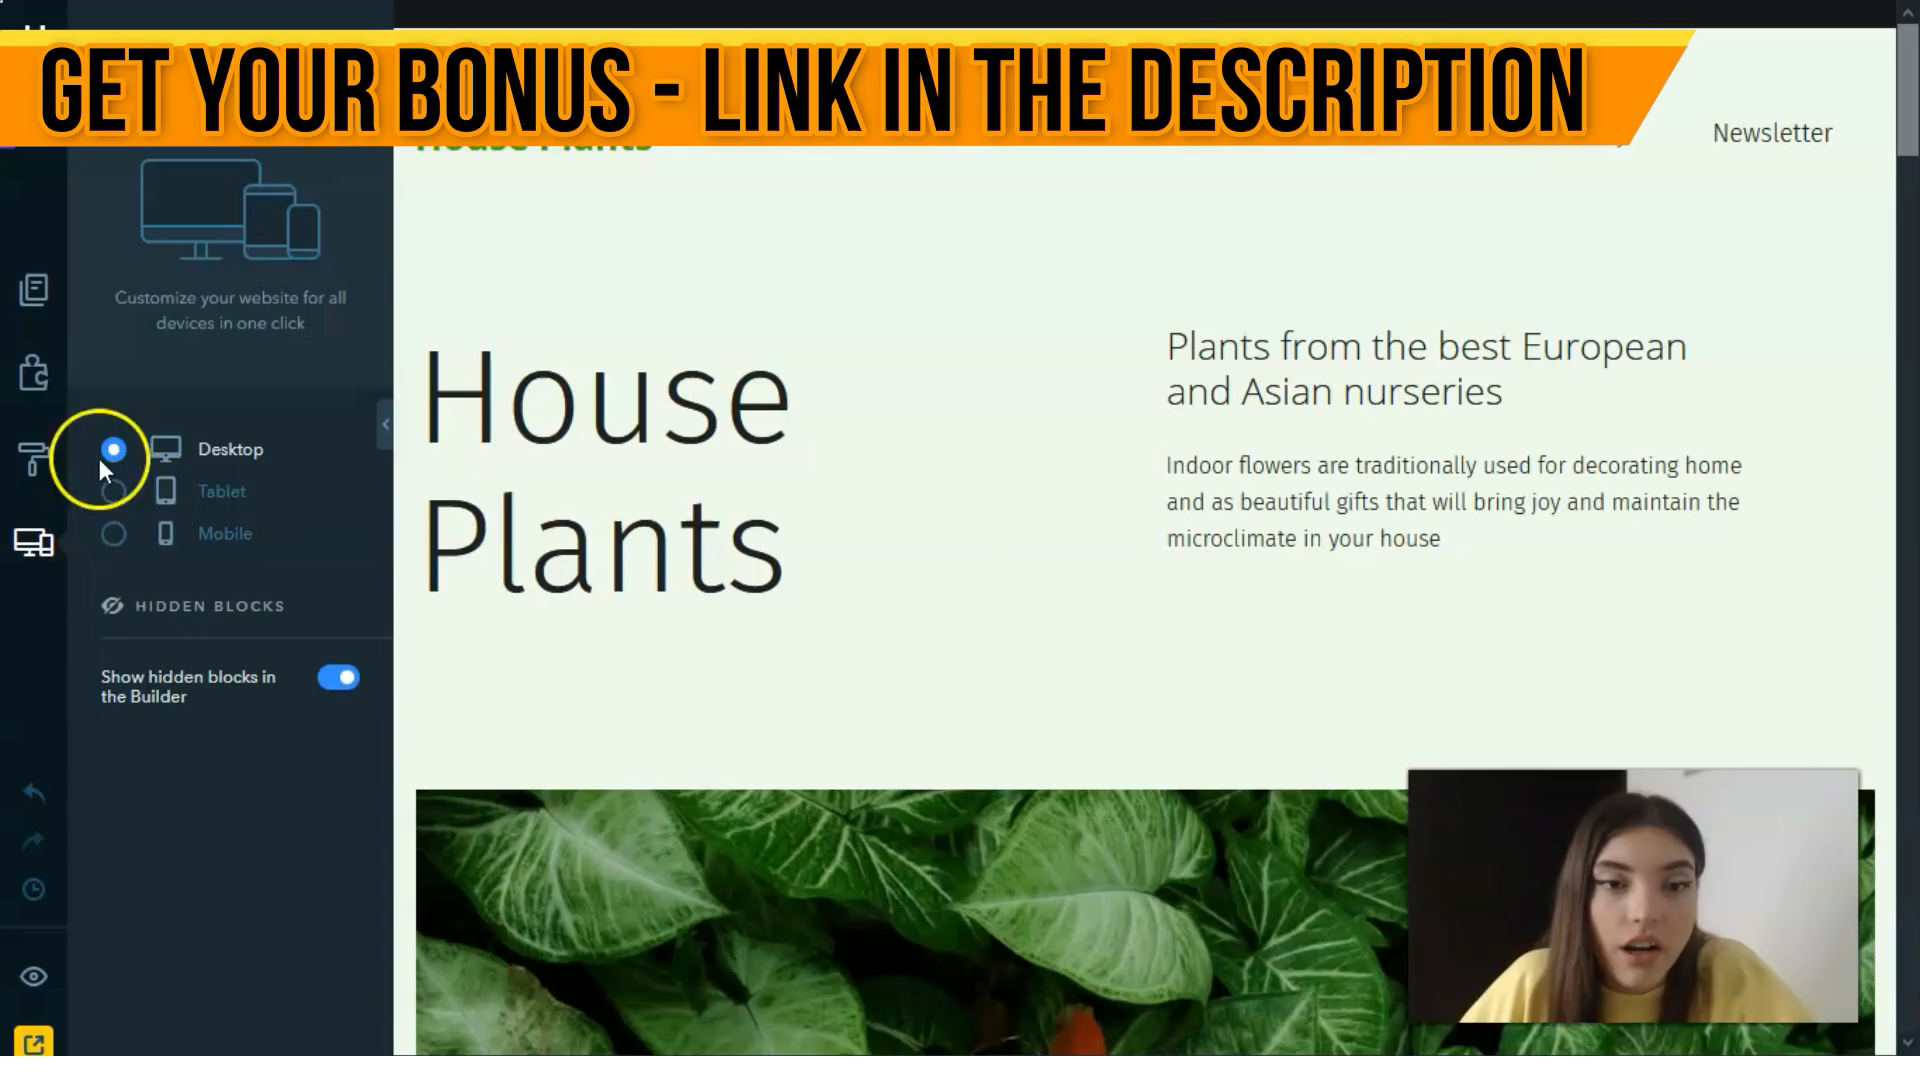 GET YOUR BONUS - LINK IN THE DESCRIPTION
House Plants
Newsletter
Customize your website for all
devices in one click
Desktop
Tablet
Mobile
HIDDEN BLOCKS
Show hidden blocks in
the Builder
House
Plants
Plants from the best European
and Asian nurseries
Indoor flowers are traditionally used for decorating home
and as beautiful gifts that will bring joy and maintain the
microclimate in your house